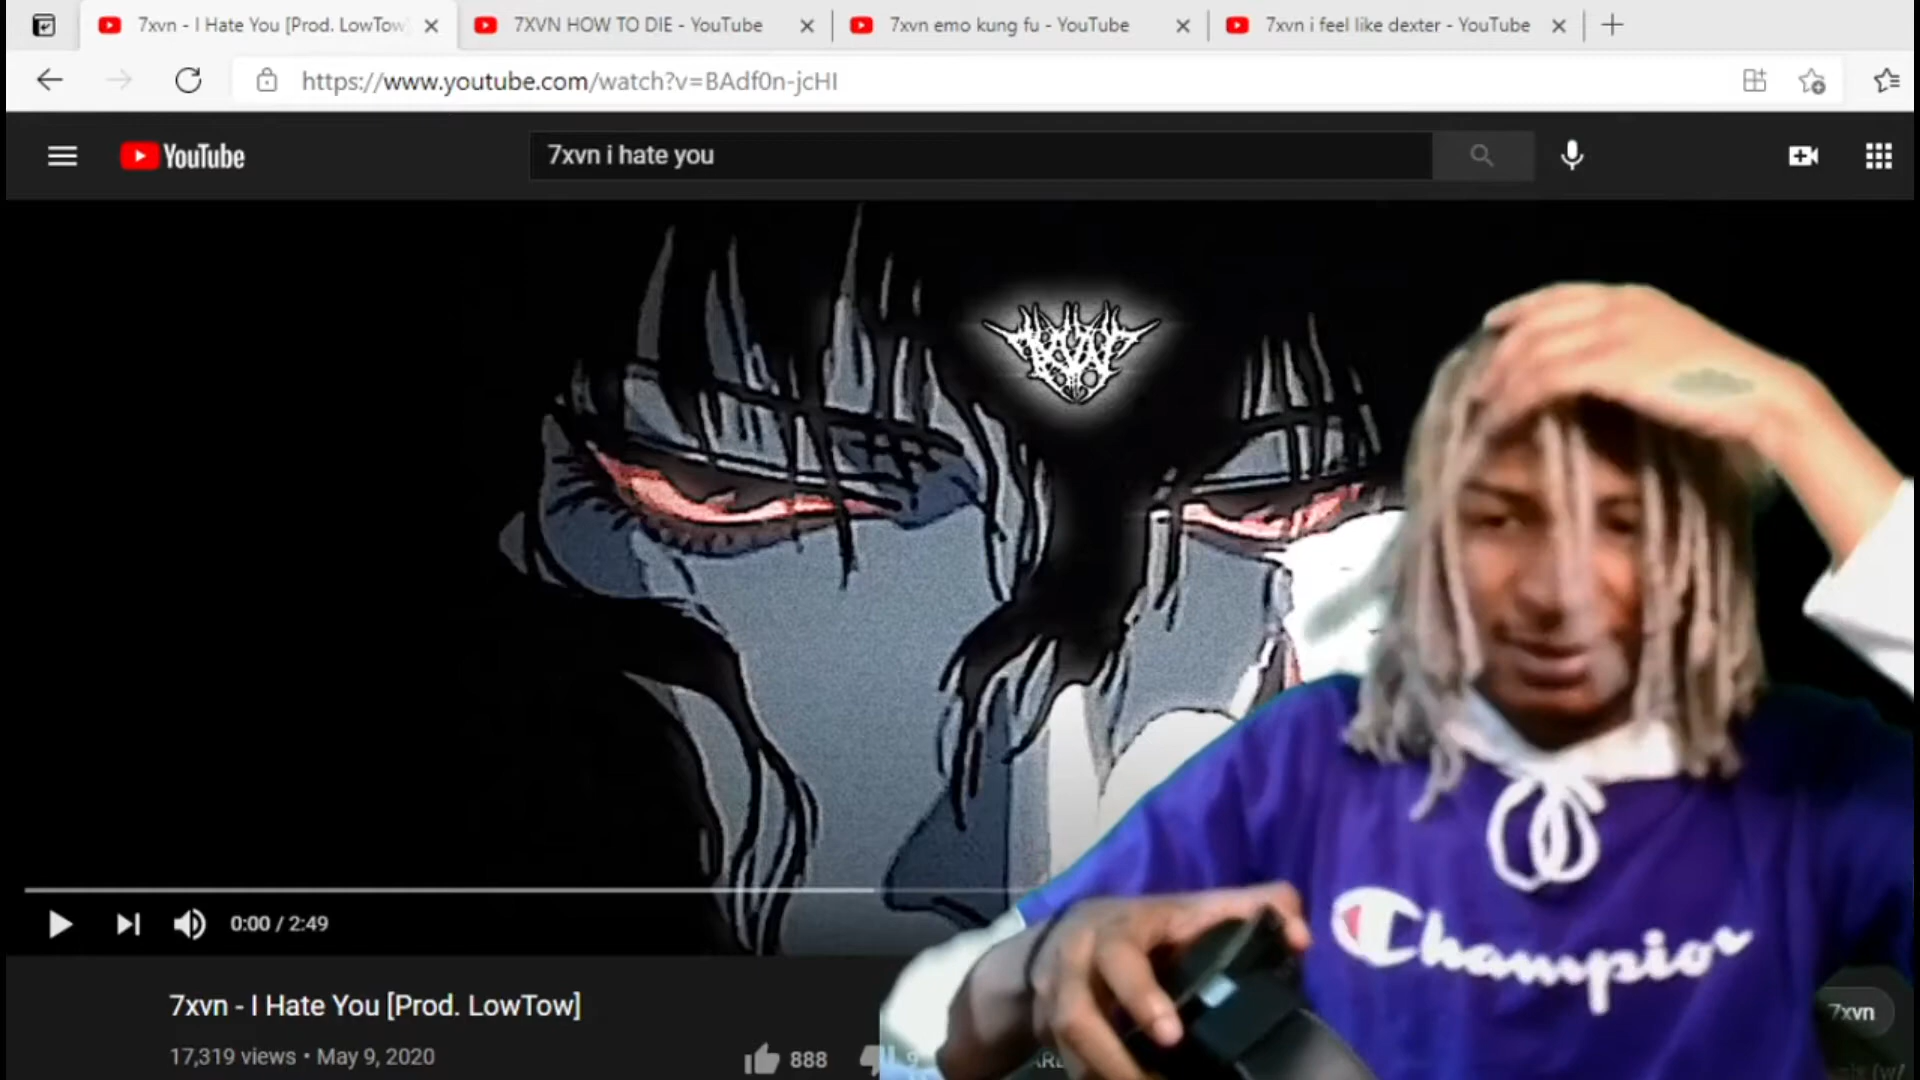 7xvn - I Hate You [Prod. LowTow
7XVN HOW TO DIE - YouTube
7xvn emo kung fu - YouTube
7xvn i feel like dexter - YouTube
https://www.youtube.com/watch?v=BAdf0n-jcHI
YouTube
7xvn i hate you
Champion
0:00 / 2:49
7xvn - I Hate You [Prod. LowTow]
7xvn
17,319 views • May 9, 2020
888
9